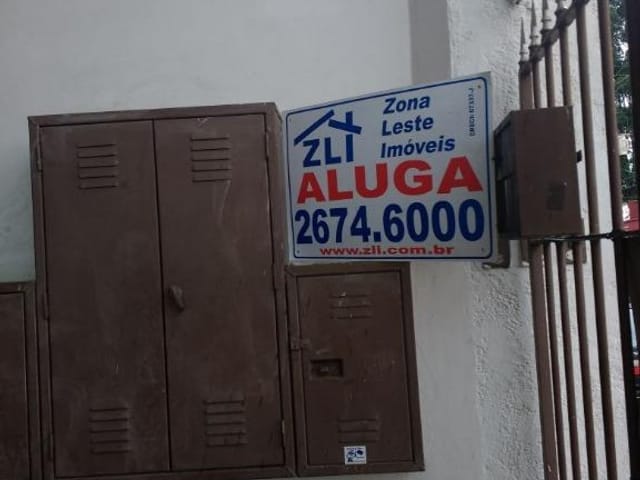 ZLI
Zona
Leste
Imóveis
ALUGA
2674.6000
www.zli.com.br